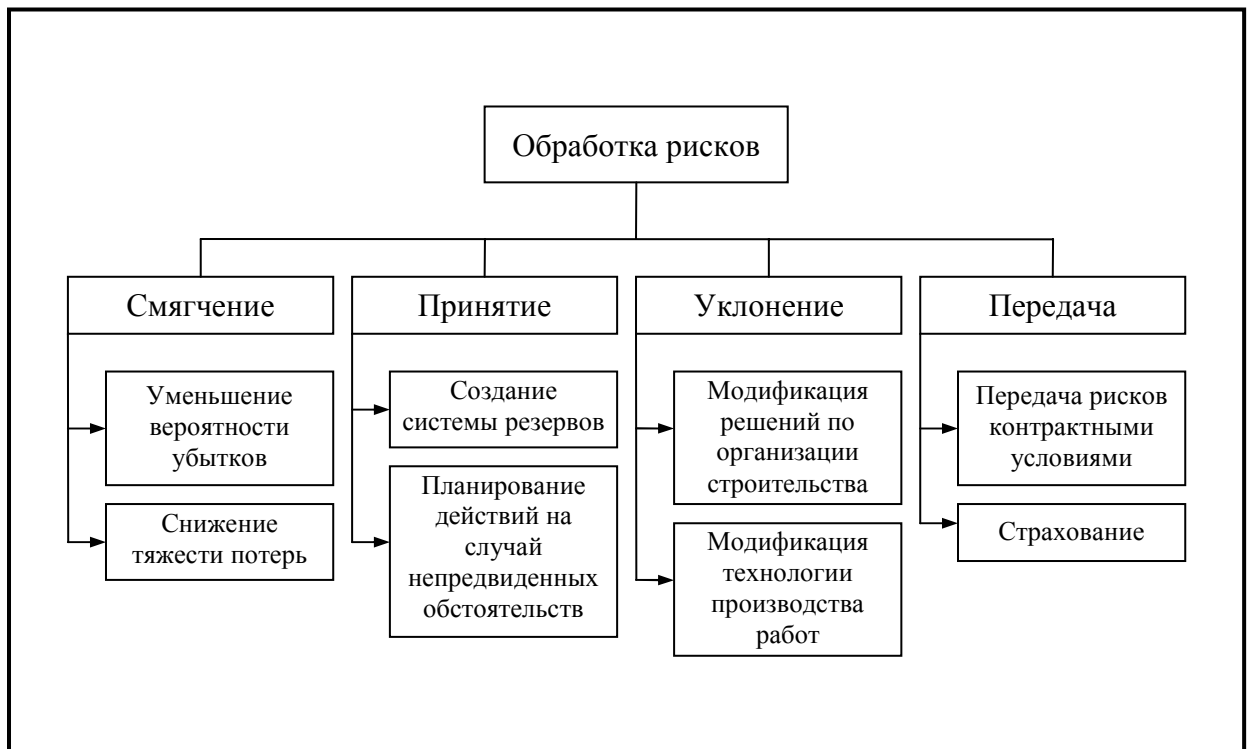 Обработка рисков
Смягчение
Принятие
Уклонение
Передача
Уменьшение
вероятности
убытков
Снижение
тяжести потерь
Создание
системы резервов
Планирование
действий на
случай
непредвиденных
обстоятельств
Модификация
решений по
организации
строительства
Модификация
технологии
производства
работ
Передача рисков
контрактными
условиями
Страхование